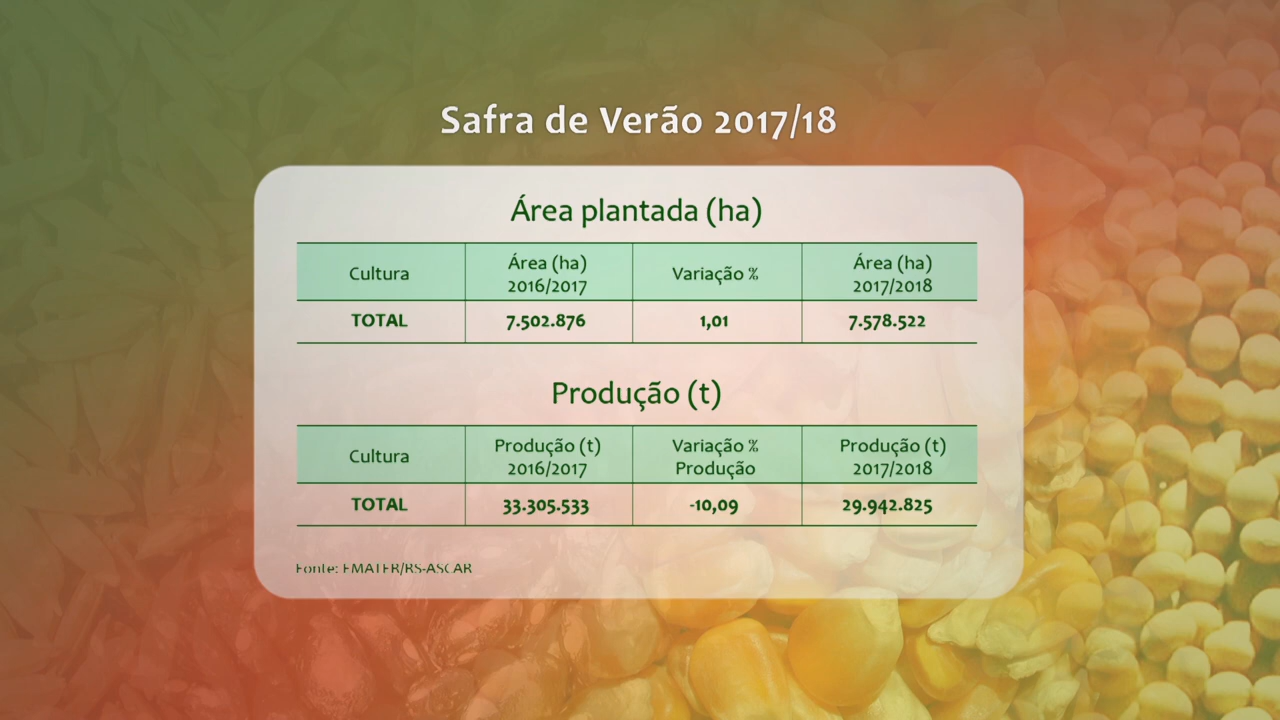 Safra de Verão 2017/18
Área plantada (ha)
Cultura
Área (ha)
2016/2017
Variação %
Área (ha)
2017/2018
TOTAL
7.502.876
1,01
7.578.522
Produção (t)
Cultura
Produção (t)
2016/2017
Variação %
Produção
Produção (t)
2017/2018
TOTAL
33.305.533
-10,09
29.942.825
Fonte: EMATER/RS-ASCAR